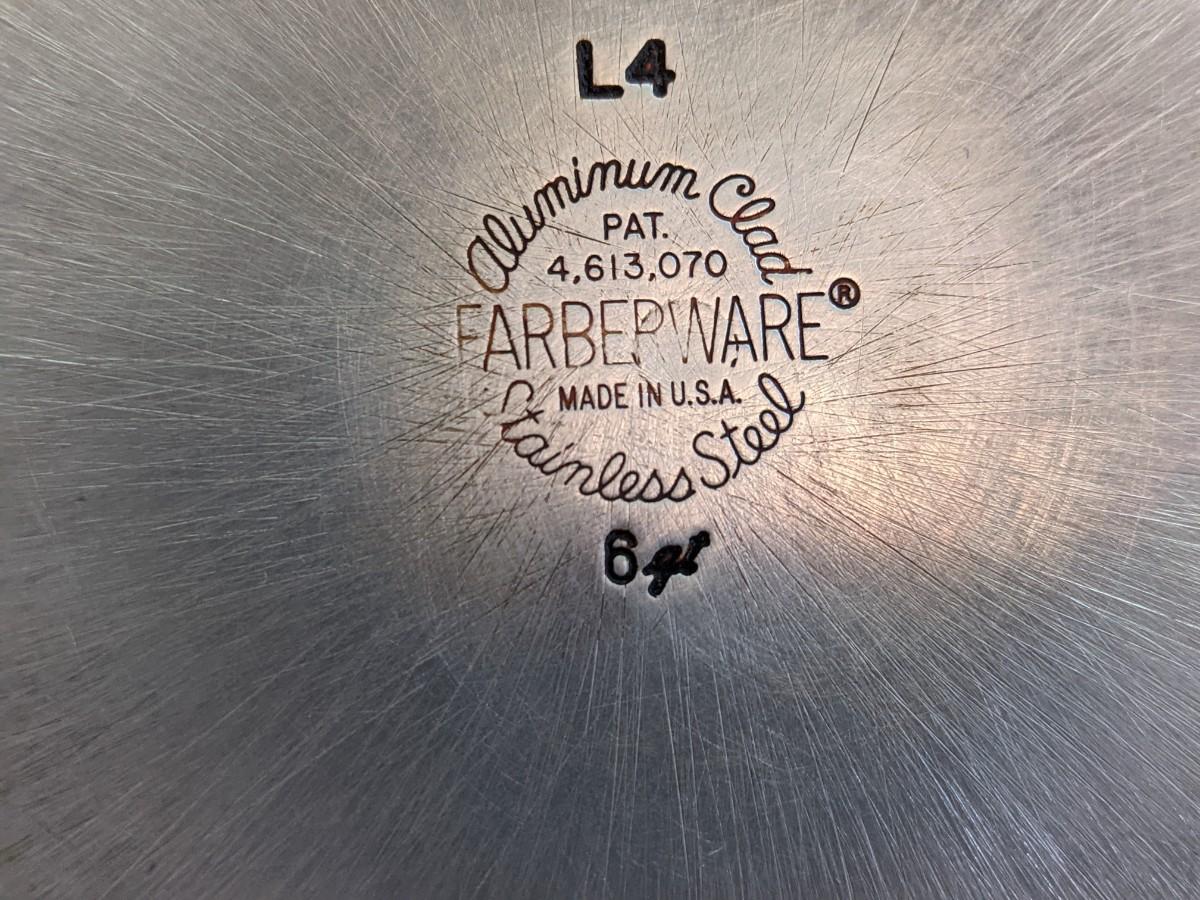 L4
Aluminum Clad
PAT.
4,613,070
FARBERWARE®
MADE IN U.S.A.
Stainless Steel
6 qt